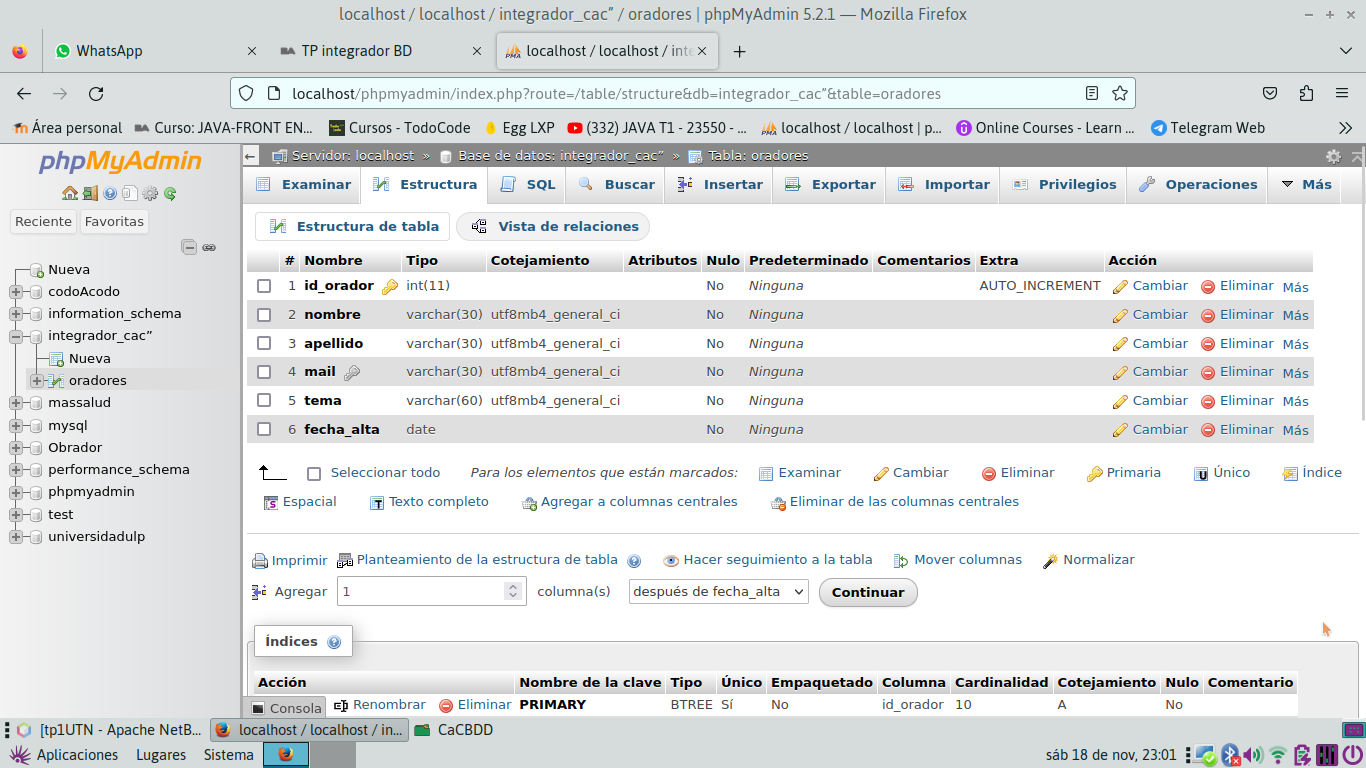 localhost / localhost / integrador_cac” / oradores | phpMyAdmin 5.2.1 — Mozilla Firefox
WhatsApp
TP integrador BD
localhost / localhost / inte
localhost/phpmyadmin/index.php?route=/table/structure&db=integrador_cac”&table=oradores
Área personal
Curso: JAVA-FRONT EN...
Cursos - TodoCode
Egg LXP
(332) JAVA T1 - 23550 - ...
localhost / localhost | p...
Online Courses - Learn ...
Telegram Web
phpMyAdmin
Reciente
Favoritas
Nueva
codoAcodo
information_schema
integrador_cac”
Nueva
oradores
massalud
mysql
Obrador
performance_schema
phpmyadmin
test
universidadulp
Servidor: localhost » Base de datos: integrador_cac” » Tabla: oradores
Examinar Estructura SQL Buscar Insertar Exportar Importar Privilegios Operaciones Más
Estructura de tabla Vista de relaciones
# Nombre Tipo Cotejamiento Atributos Nulo Predeterminado Comentarios Extra Acción
1 id_orador int(11) No Ninguna AUTO_INCREMENT Cambiar Eliminar Más
2 nombre varchar(30) utf8mb4_general_ci No Ninguna Cambiar Eliminar Más
3 apellido varchar(30) utf8mb4_general_ci No Ninguna Cambiar Eliminar Más
4 mail varchar(30) utf8mb4_general_ci No Ninguna Cambiar Eliminar Más
5 tema varchar(60) utf8mb4_general_ci No Ninguna Cambiar Eliminar Más
6 fecha_alta date No Ninguna Cambiar Eliminar Más
Seleccionar todo Para los elementos que están marcados: Examinar Cambiar Eliminar Primaria Único Índice
Espacial Texto completo Agregar a columnas centrales Eliminar de las columnas centrales
Imprimir Planteamiento de la estructura de tabla Hacer seguimiento a la tabla Mover columnas Normalizar
Agregar 1 columna(s) después de fecha_alta Continuar
Índices
Acción Nombre de la clave Tipo Único Empaquetado Columna Cardinalidad Cotejamiento Nulo Comentario
Renombrar Eliminar PRIMARY BTREE Sí No id_orador 10 A No
Consola
[tp1UTN - Apache NetB...
localhost / localhost / in...
CaCBDD
Aplicaciones Lugares Sistema
sáb 18 de nov, 23:01